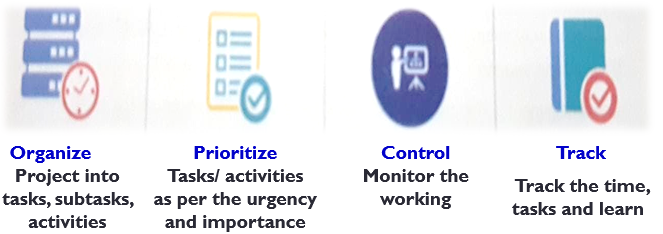 Organize
Project into
tasks, subtasks,
activities
Prioritize
Tasks/ activities
as per the urgency
and importance
Control
Monitor the
working
Track
Track the time,
tasks and learn